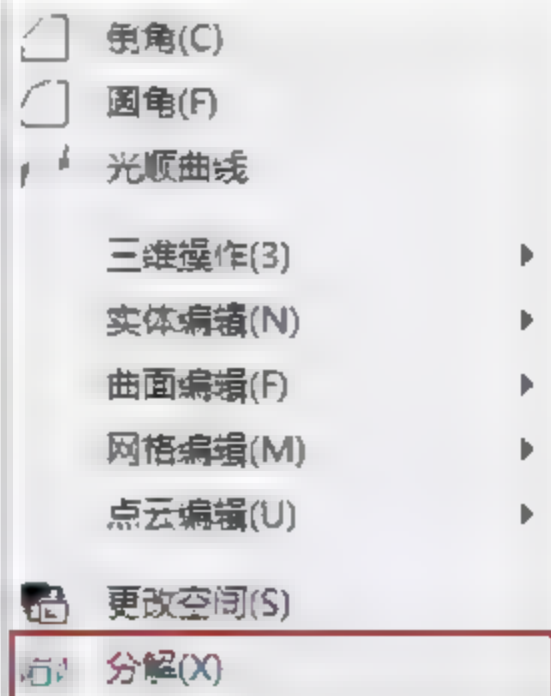 倒角(C)
圆角(F)
光顺曲线
三维操作(3)
实体编辑(N)
曲面编辑(F)
网格编辑(M)
点云编辑(U)
更改空间(S)
分解(X)